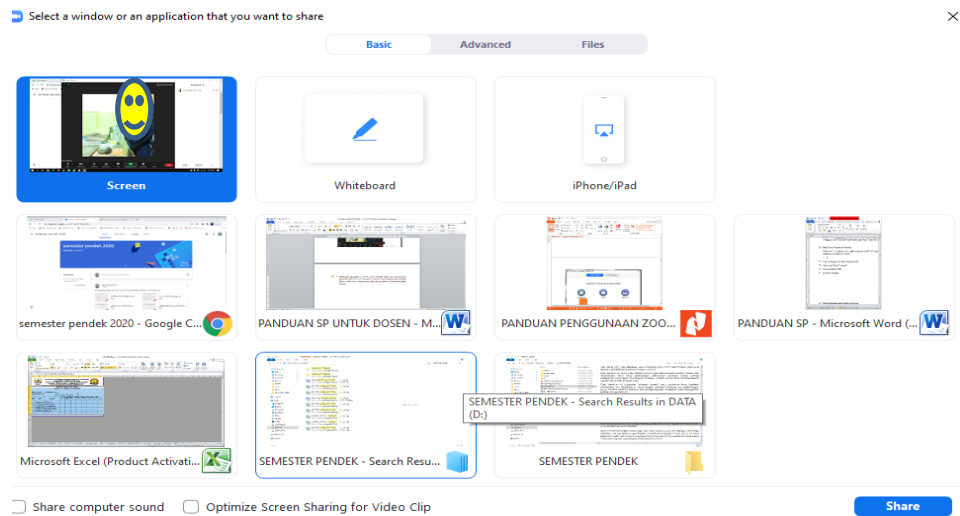 Select a window or an application that you want to share
Basic Advanced Files
Screen Whiteboard iPhone/iPad
semester pendek 2020
semester pendek 2020 - Google C... PANDUAN SP UNTUK DOSEN - M... PANDUAN PENGGUNAAN ZOO... PANDUAN SP - Microsoft Word (...
SEMESTER PENDEK - Search Results in DATA
(D:)
Microsoft Excel (Product Activati... SEMESTER PENDEK - Search Resu... SEMESTER PENDEK
Share computer sound Optimize Screen Sharing for Video Clip Share